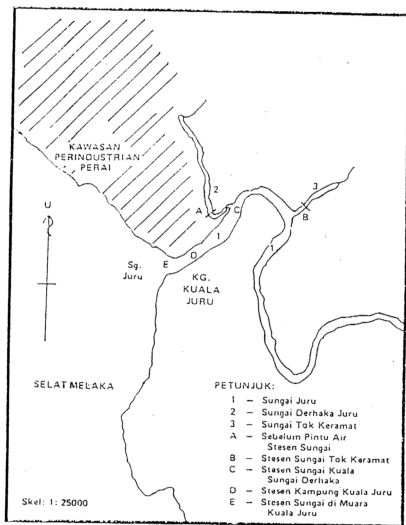 KAWASAN
PERINDUSTRIAN
PERAI
U
2
3
A
C
B
1
1
D
E
Sg.
Juru
KG.
KUALA
JURU
SELAT MELAKA
PETUNJUK:
1 – Sungai Juru
2 – Sungai Derhaka Juru
3 – Sungai Tok Keramat
A – Sebelum Pintu Air
Stesen Sungai
B – Stesen Sungai Tok Keramat
C – Stesen Sungai Kuala
Sungai Derhaka
D – Stesen Kampung Kuala Juru
E – Stesen Sungai di Muara
Kuala Juru
Skel: 1: 25000